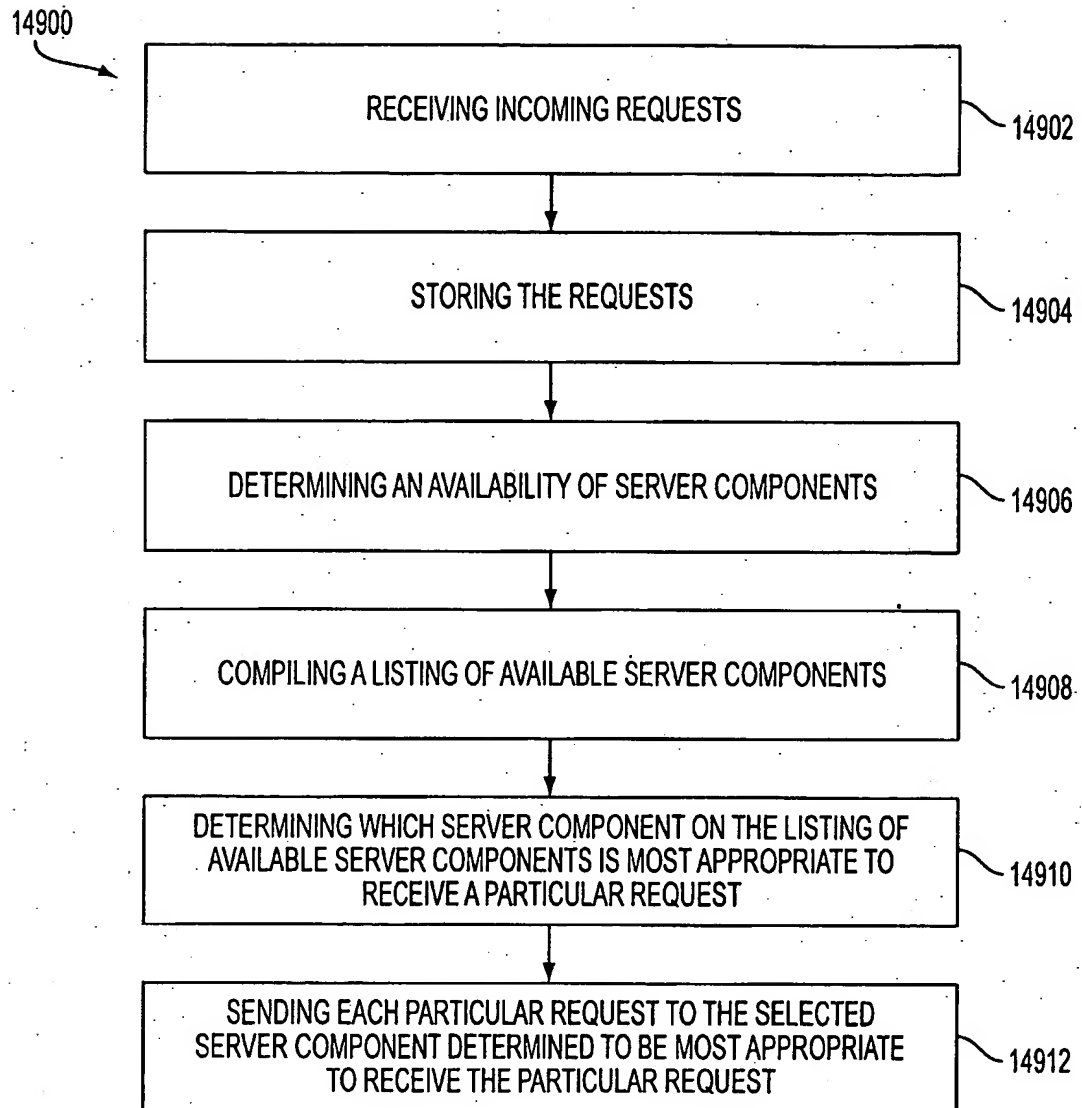 14900
RECEIVING INCOMING REQUESTS
14902
STORING THE REQUESTS
14904
DETERMINING AN AVAILABILITY OF SERVER COMPONENTS
14906
COMPILING A LISTING OF AVAILABLE SERVER COMPONENTS
14908
DETERMINING WHICH SERVER COMPONENT ON THE LISTING OF
AVAILABLE SERVER COMPONENTS IS MOST APPROPRIATE TO
RECEIVE A PARTICULAR REQUEST
14910
SENDING EACH PARTICULAR REQUEST TO THE SELECTED
SERVER COMPONENT DETERMINED TO BE MOST APPROPRIATE
TO RECEIVE THE PARTICULAR REQUEST
14912